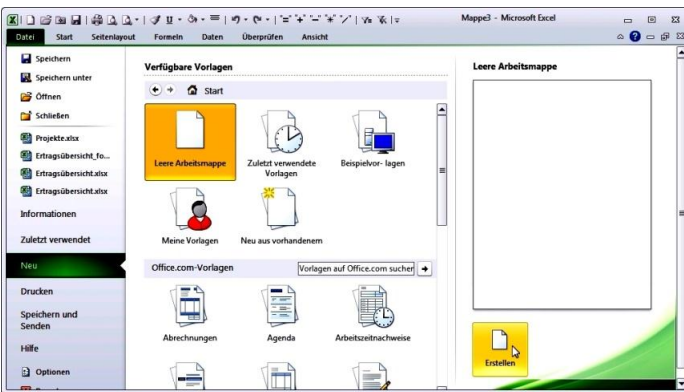 Mappe3 - Microsoft Excel
Datei Start Seitenlayout Formeln Daten Überprüfen Ansicht
Speichern
Speichern unter
Öffnen
Schließen
Projekte.xlsx
Ertragsübersicht_fo...
Ertragsübersicht.xlsx
Ertragsübersicht.xlsx
Informationen
Zuletzt verwendet
Neu
Drucken
Speichern und
Senden
Hilfe
Optionen
Verfügbare Vorlagen
Start
Leere Arbeitsmappe
Zuletzt verwendete
Vorlagen
Beispielvor- lagen
Meine Vorlagen
Neu aus vorhandenem
Office.com-Vorlagen
Vorlagen auf Office.com sucher
Abrechnungen
Agenda
Arbeitszeitnachweise
Leere Arbeitsmappe
Erstellen